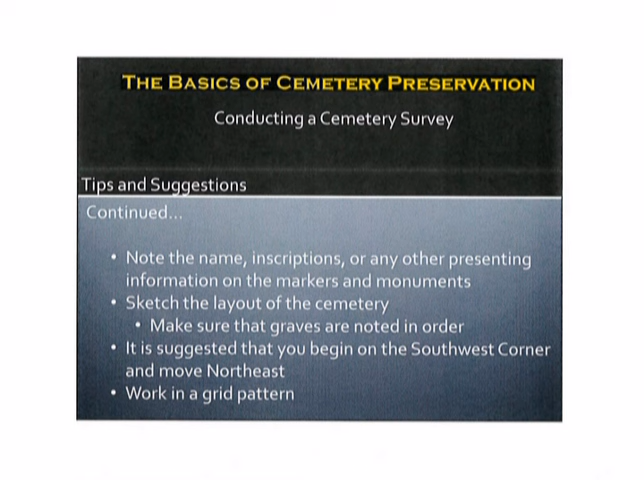 THE BASICS OF CEMETERY PRESERVATION
Conducting a Cemetery Survey
Tips and Suggestions
Continued...
• Note the name, inscriptions, or any other presenting
information on the markers and monuments
• Sketch the layout of the cemetery
• Make sure that graves are noted in order
• It is suggested that you begin on the Southwest Corner
and move Northeast
• Work in a grid pattern